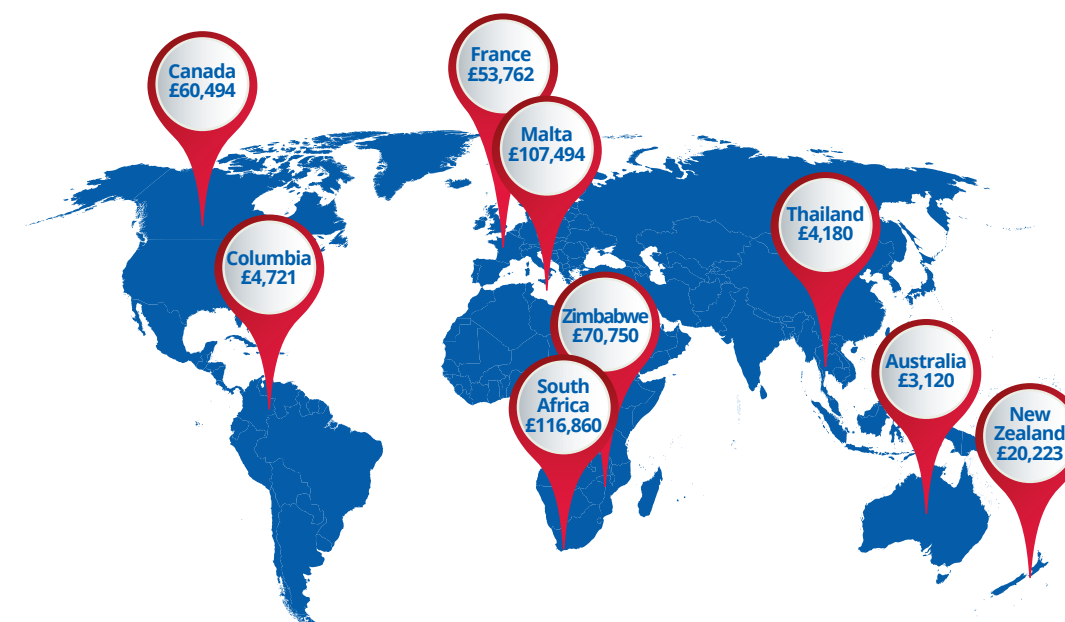 France
£53,762
Canada
£60,494
Malta
£107,494
Thailand
£4,180
Columbia
£4,721
Zimbabwe
£70,750
Australia
£3,120
South
Africa
£116,860
New
Zealand
£20,223